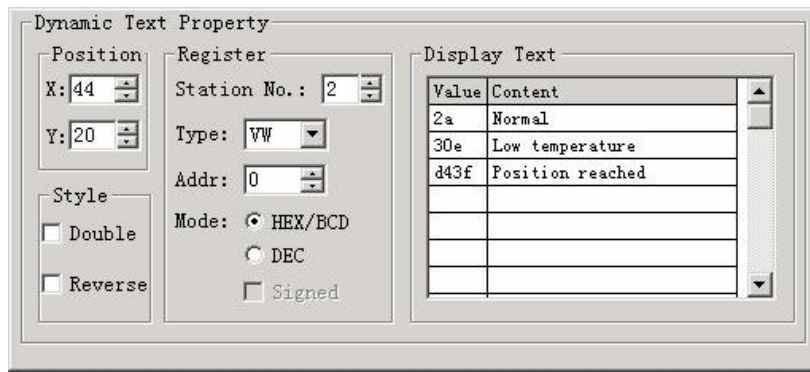 Dynamic Text Property
Position
X: 44
Y: 20
Style
Double
Reverse
Register
Station No.: 2
Type: VW
Addr: 0
Mode: HEX/BCD
DEC
Signed
Display Text
Value Content
2a Normal
30e Low temperature
d43f Position reached